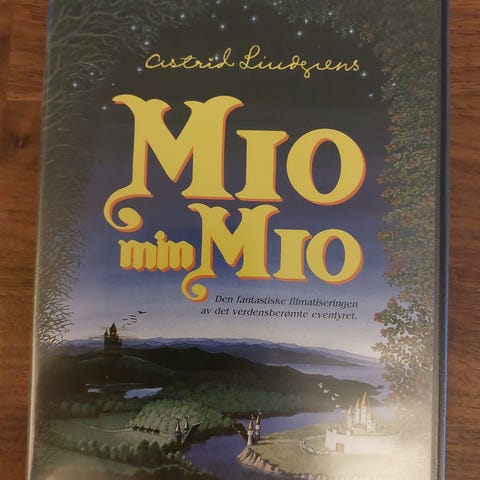 Astrid Lindgrens
MIO
min MIO
Den fantastiske filmatiseringen
av det verdensberømte eventyret.